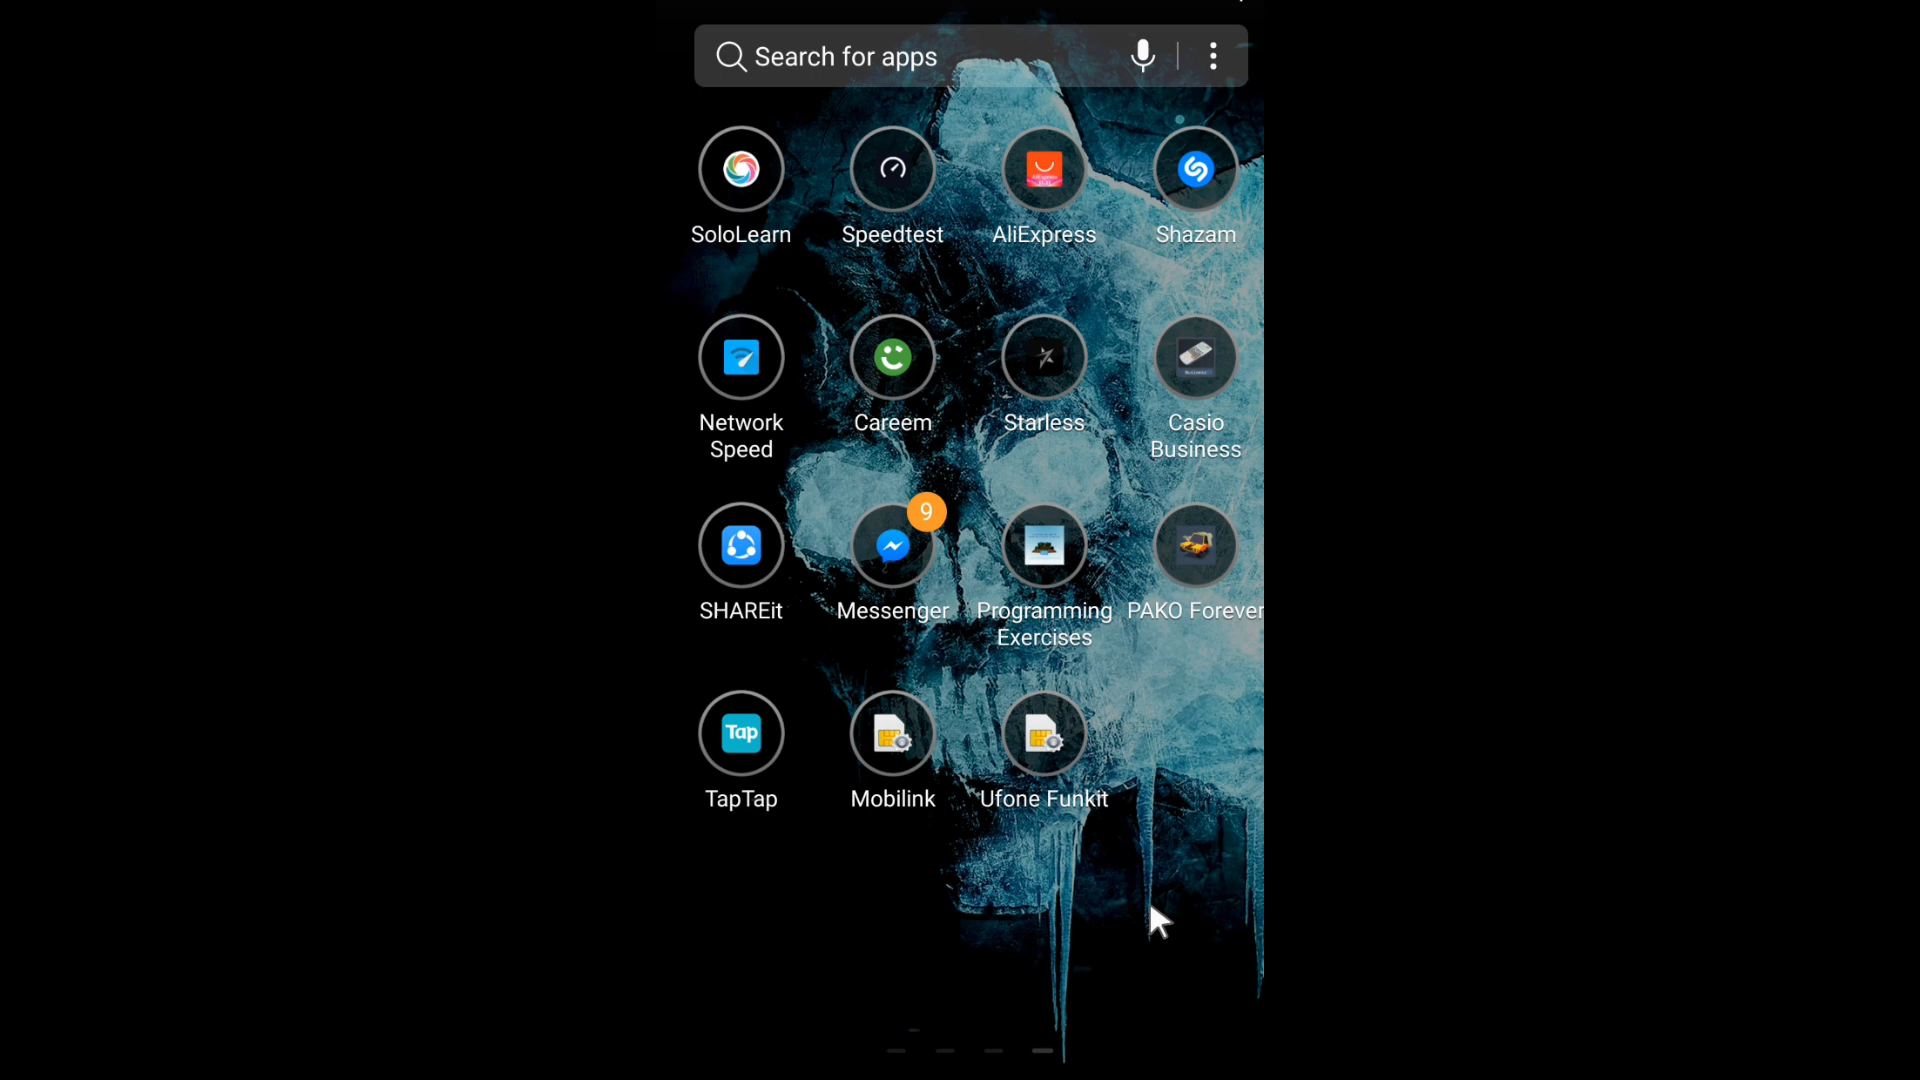 Search for apps
SoloLearn
Speedtest
AliExpress
Shazam
Network
Speed
Careem
Starless
Casio
Business
SHAREit
9
Messenger
Programming
Exercises
PAKO Forever
Tap
TapTap
Mobilink
Ufone Funkit